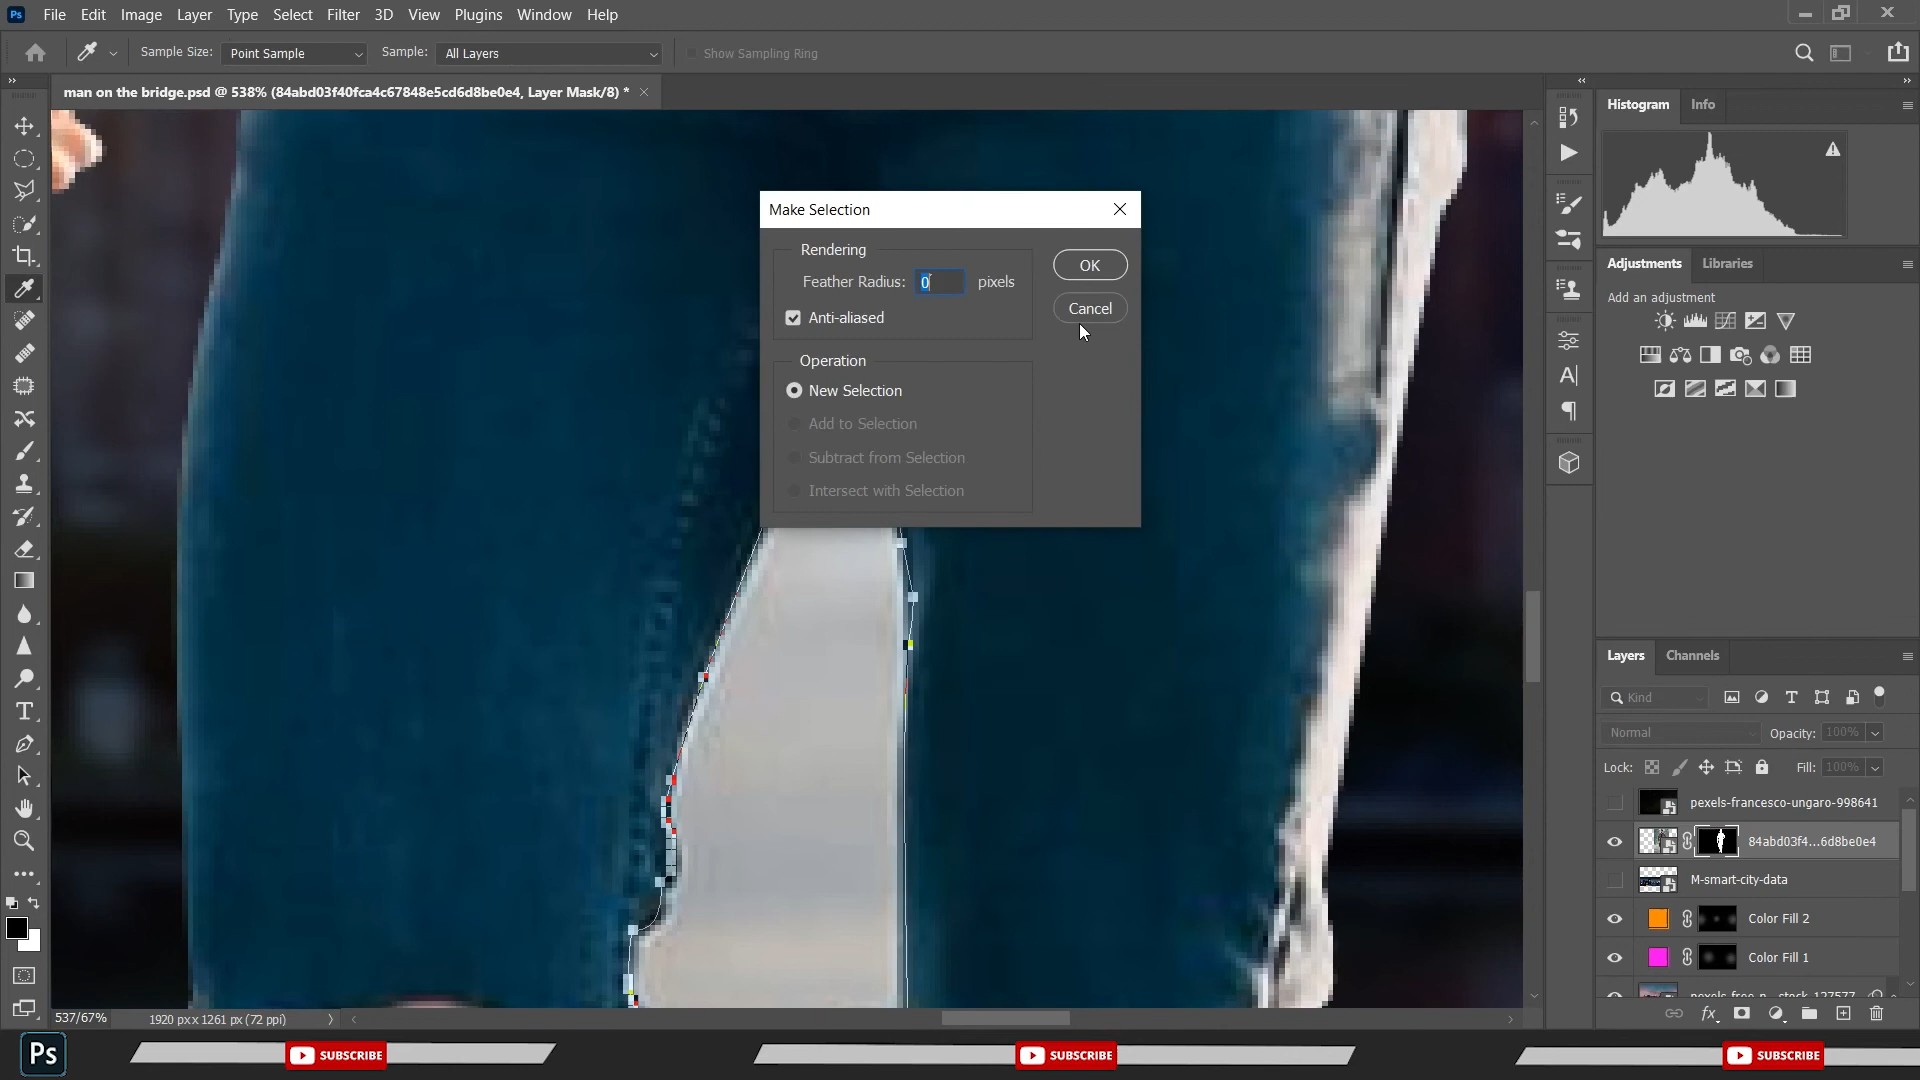 Ps File Edit Image Layer Type Select Filter 3D View Plugins Window Help
Sample Size: Point Sample Sample: All Layers Show Sampling Ring
man on the bridge.psd @ 538% (84abd03f40fca4c67848e5cd6d8be0e4, Layer Mask/8) *
Histogram Info
Make Selection
Rendering
Feather Radius: 0 pixels
Anti-aliased
OK
Cancel
Operation
New Selection
Add to Selection
Subtract from Selection
Intersect with Selection
Adjustments Libraries
Add an adjustment
Layers Channels
Kind
Normal Opacity: 100%
Lock: Fill: 100%
pexels-francesco-ungaro-998641
84abd03f4...6d8be0e4
M-smart-city-data
Color Fill 2
Color Fill 1
537/67% 1920 px x 1261 px (72 ppi)
Ps SUBSCRIBE SUBSCRIBE SUBSCRIBE